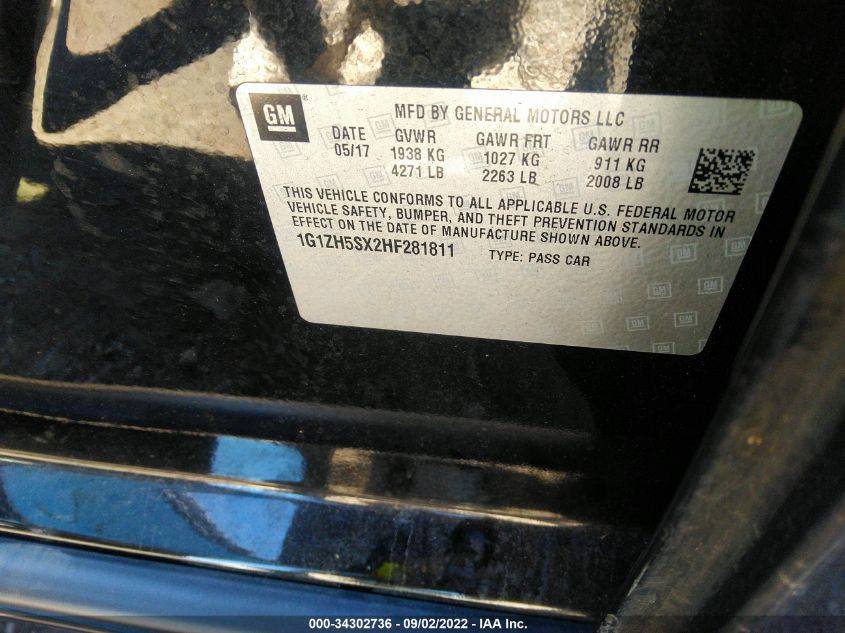 GM ®
MFD BY GENERAL MOTORS LLC
DATE GVWR GAWR FRT GAWR RR
05/17 1938 KG 1027 KG 911 KG
4271 LB 2263 LB 2008 LB
THIS VEHICLE CONFORMS TO ALL APPLICABLE U.S. FEDERAL MOTOR
VEHICLE SAFETY, BUMPER, AND THEFT PREVENTION STANDARDS IN
EFFECT ON THE DATE OF MANUFACTURE SHOWN ABOVE.
1G1ZH5SX2HF281811 TYPE: PASS CAR
000-34302736 - 09/02/2022 - IAA Inc.